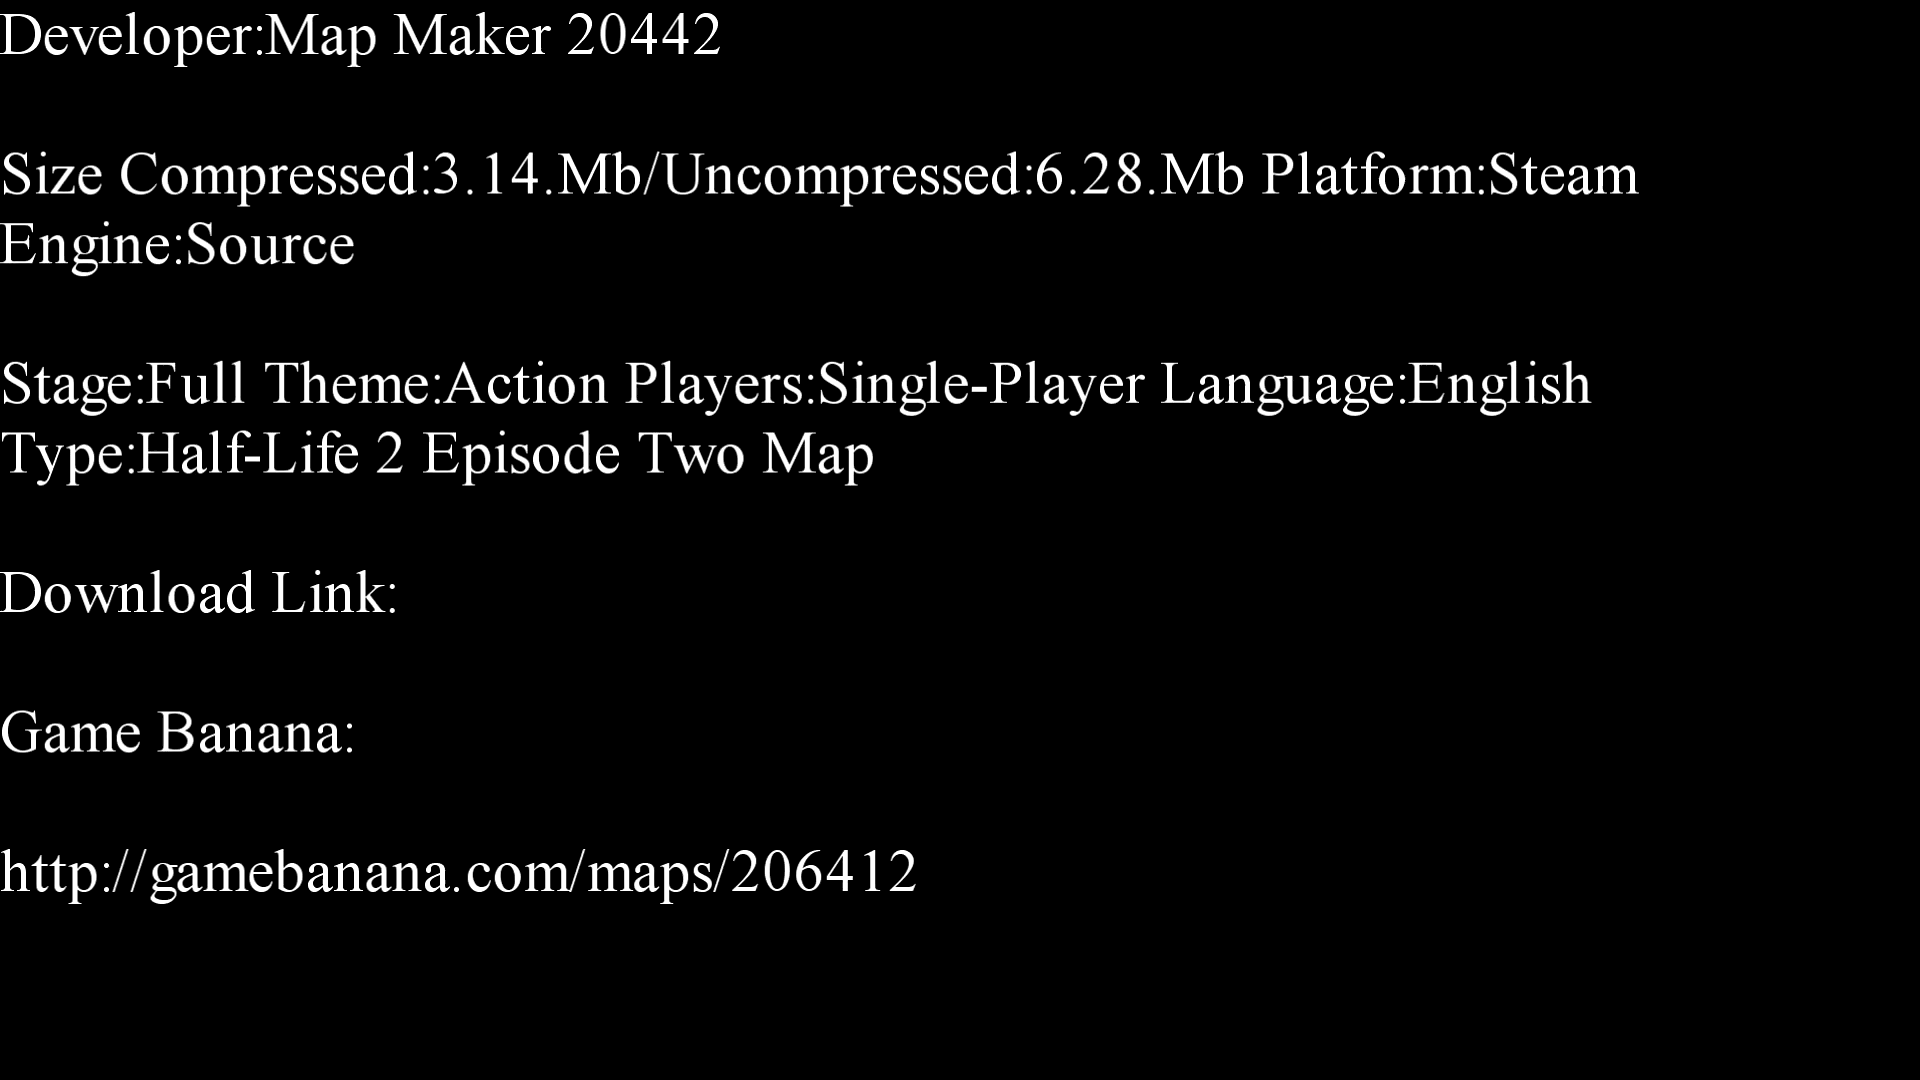 Developer:Map Maker 20442
Size Compressed:3.14.Mb/Uncompressed:6.28.Mb Platform:Steam
Engine:Source
Stage:Full Theme:Action Players:Single-Player Language:English
Type:Half-Life 2 Episode Two Map
Download Link:
Game Banana:
http://gamebanana.com/maps/206412